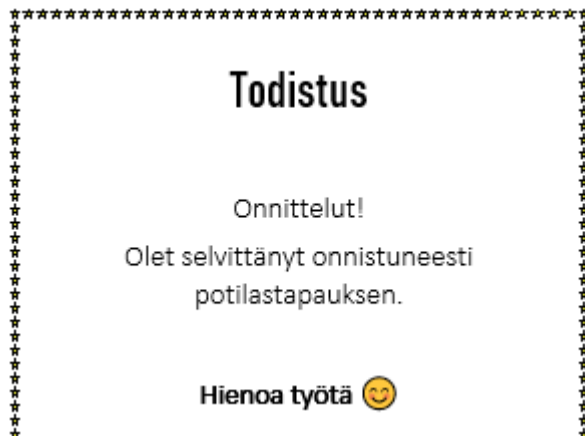 Todistus
Onnittelut!
Olet selvittänyt onnistuneesti
potilastapauksen.
Hienoa työtä 😊